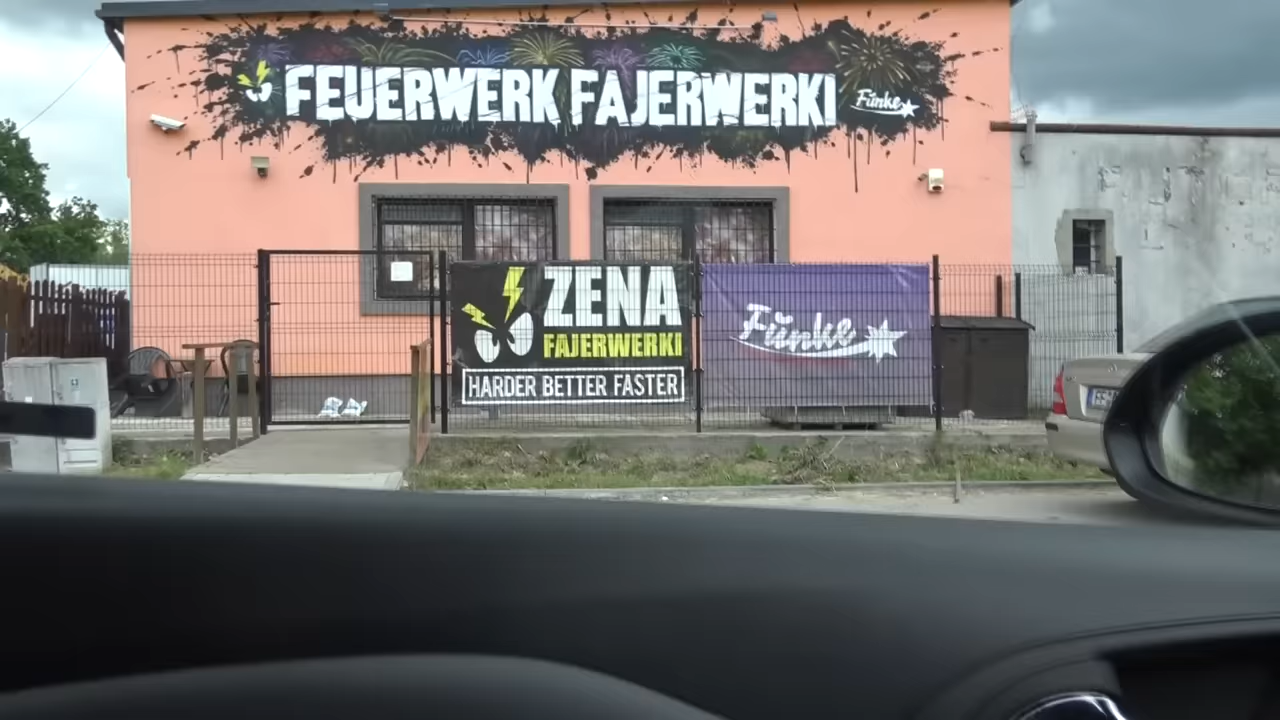 FEUERWERK FAJERWERKI
Funke
ZENA
FAJERWERKI
HARDER BETTER FASTER
Funke